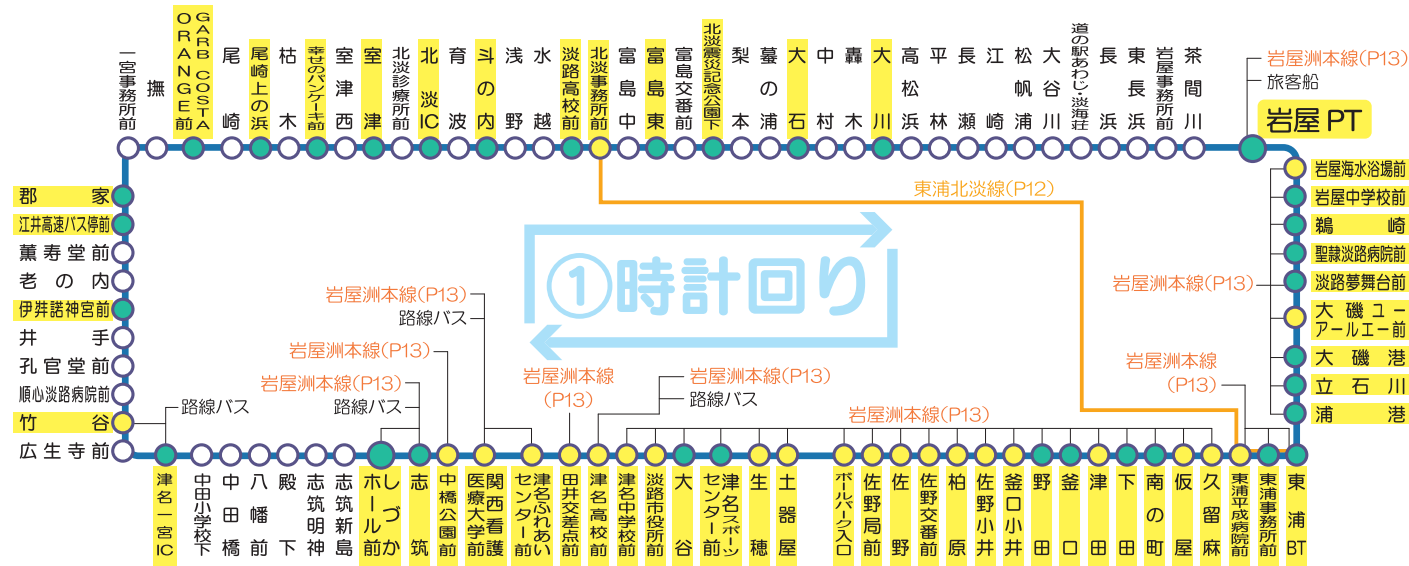 一宮事務所前
撫
GARB COSTA
ORANGE前
尾崎
尾崎上の浜
枯木
幸せのパンケーキ前
室津西
室津
北淡診療所前
北淡IC
育波
斗の内
浅野
水越
淡路高校前
北淡事務所前
富島中
富島東
富島交番前
北淡震災記念公園下
梨本
墓の浦
大石
中村
轟木
大川
高松浜
平林
長瀬
江崎
松帆浦
大谷川
道の駅あわじ・淡海荘
長浜
東長浜
岩屋事務所前
茶間川
岩屋洲本線(P13)
旅客船
岩屋 PT
岩屋海水浴場前
岩屋中学校前
鵜崎
聖隷淡路病院前
淡路夢舞台前
大磯ユー
アールエー前
大磯港
立石川
浦港
岩屋洲本線(P13)
岩屋洲本線
(P13)
東浦北淡線(P12)
①時計回り
郡家
江井高速バス停前
薫寿堂前
老の内
伊弉諾神宮前
井手
孔官堂前
順心淡路病院前
竹谷
広生寺前
路線バス
岩屋洲本線(P13)
路線バス
岩屋洲本線(P13)
岩屋洲本線(P13)
路線バス
岩屋洲本線
(P13)
岩屋洲本線(P13)
路線バス
岩屋洲本線(P13)
津名一宮IC
中田小学校下
中田橋
八幡前
殿下
志筑明神
志筑新島
しづか
ホール前
志筑
中橋公園前
関西看護
医療大学前
津名ふれあい
センター前
田井交差点前
津名高校前
津名中学校前
淡路市役所前
大谷
津名スポーツ
センター前
生穂
土器屋
ポールパーク入口
佐野局前
佐野
佐野交番前
柏原
佐野小井
釜口小井
野田
釜口
津田
下田
南の町
仮屋
久留麻
東浦平成病院前
東浦事務所前
東浦BT